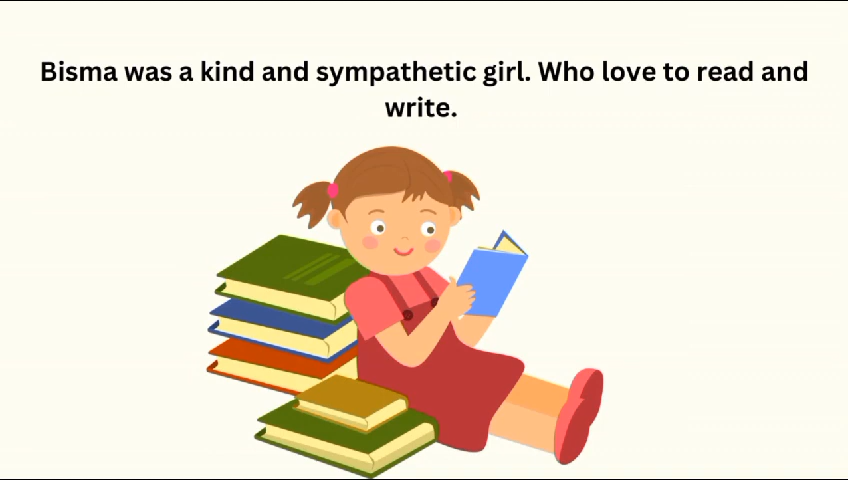 Bisma was a kind and sympathetic girl. Who love to read and
write.